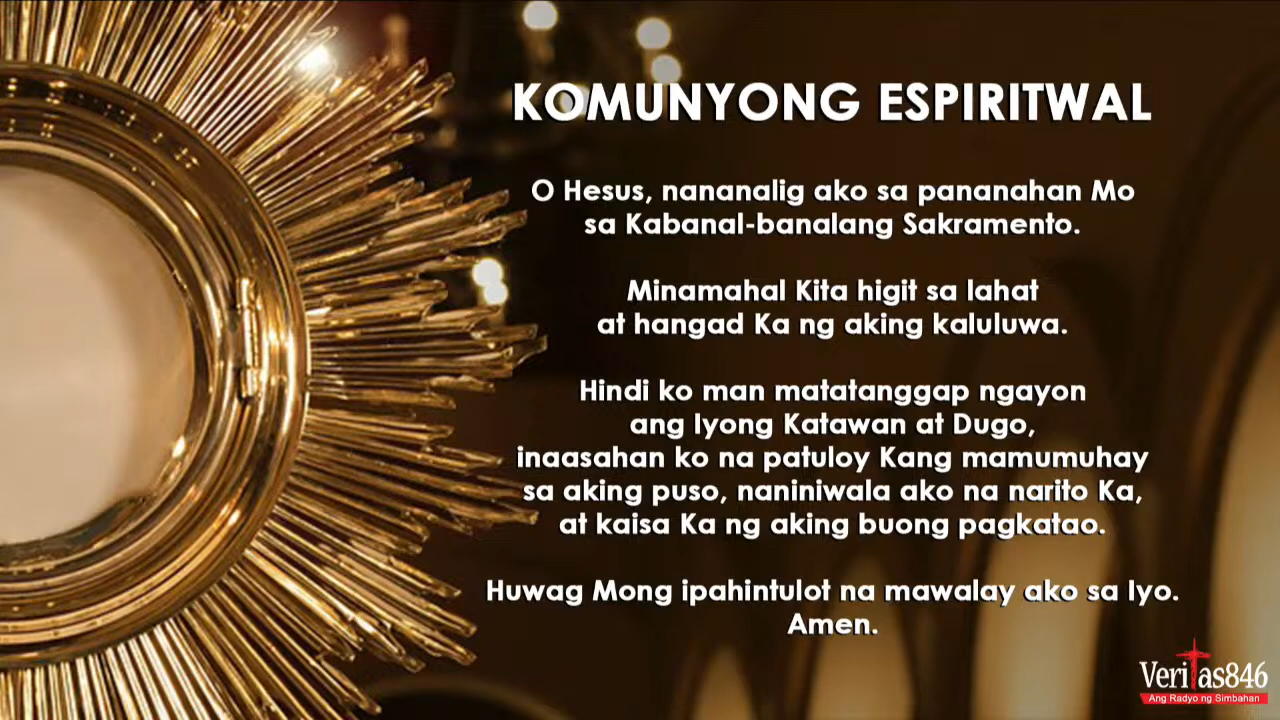 KOMUNYONG ESPIRITWAL
O Hesus, nananalig ako sa pananahan Mo
sa Kabanal-banalang Sakramento.
Minamahal Kita higit sa lahat
at hangad Ka ng aking kaluluwa.
Hindi ko man matatanggap ngayon
ang Iyong Katawan at Dugo,
inaasahan ko na patuloy Kang mamumuhay
sa aking puso, naniniwala ako na narito Ka,
at kaisa Ka ng aking buong pagkatao.
Huwag Mong ipahintulot na mawalay ako sa Iyo.
Amen.
Veritas846
Ang Radyo ng Simbahan